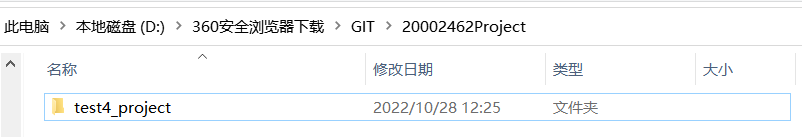 此电脑 > 本地磁盘 (D:) > 360安全浏览器下载 > GIT > 20002462Project
名称 修改日期 类型 大小
test4_project 2022/10/28 12:25 文件夹